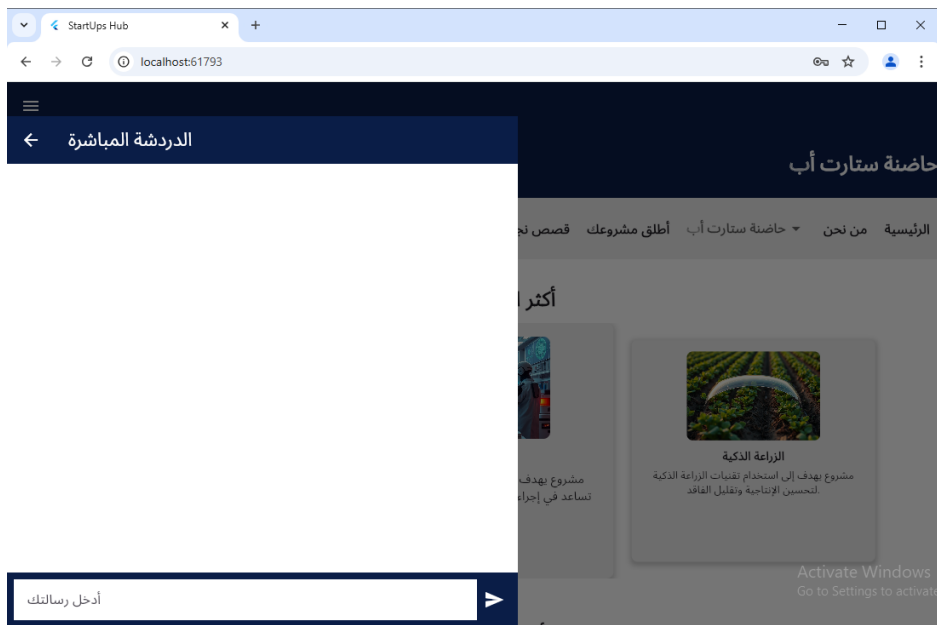 StartUps Hub
localhost:61793
الدردشة المباشرة
حاضنة ستارت أب
الرئيسية من نحن حاضنة ستارت أب أطلق مشروعك قصص نج
أكثر ا
الزراعة الذكية
مشروع يهدف إلى استخدام تقنيات الزراعة الذكية
لتحسين الإنتاجية وتقليل الفاقد.
مشروع يهدف
تساعد في إجراء
أدخل رسالتك
Activate Windows
Go to Settings to activate